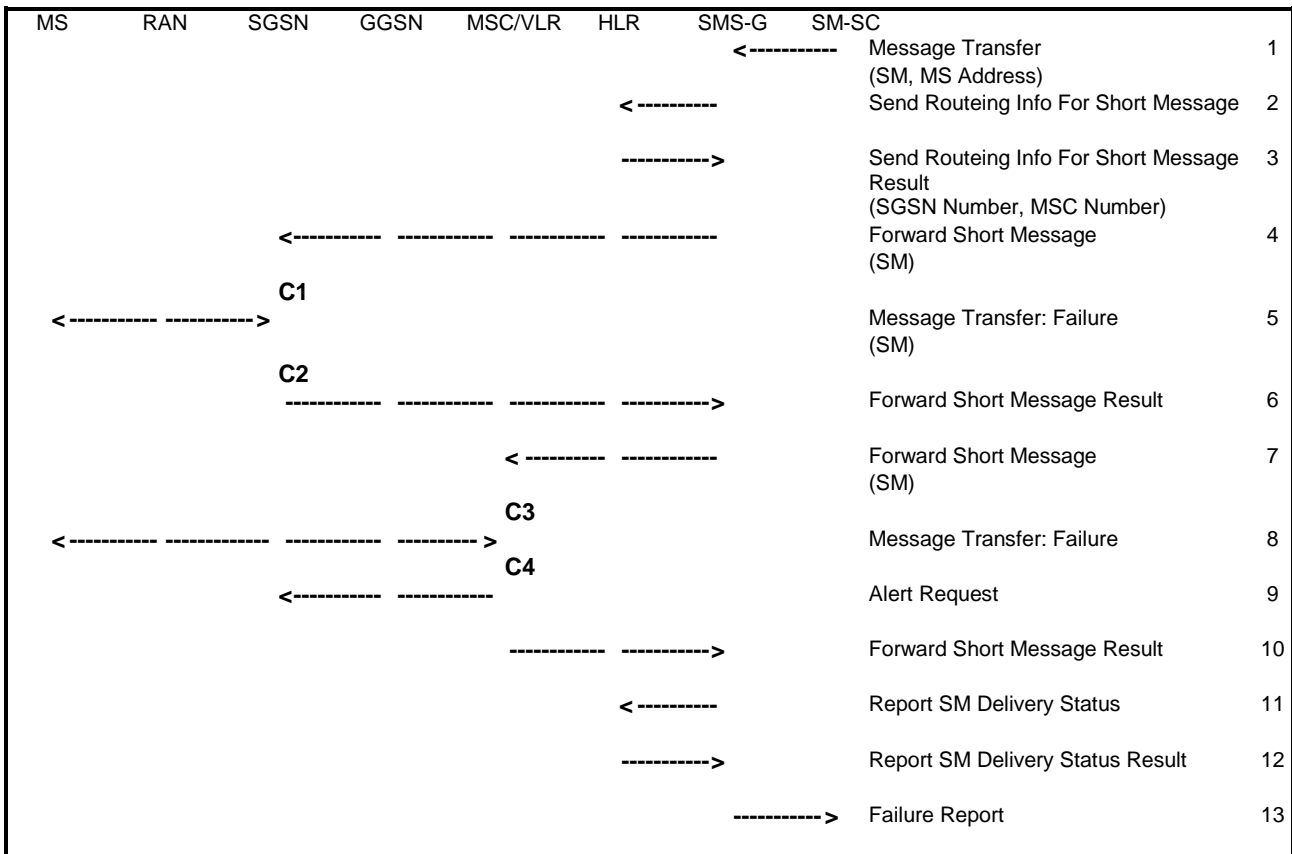 MS RAN SGSN GGSN MSC/VLR HLR SMS-G SM-SC
Message Transfer 1
(SM, MS Address)
Send Routeing Info For Short Message 2
Send Routeing Info For Short Message 3
Result
(SGSN Number, MSC Number)
Forward Short Message 4
(SM)
C1
Message Transfer: Failure 5
(SM)
C2
Forward Short Message Result 6
Forward Short Message 7
(SM)
C3
Message Transfer: Failure 8
C4
Alert Request 9
Forward Short Message Result 10
Report SM Delivery Status 11
Report SM Delivery Status Result 12
Failure Report 13